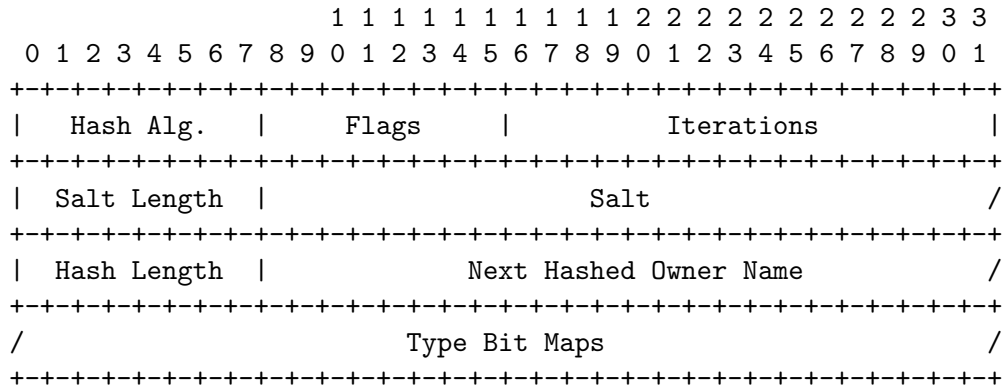 1 1 1 1 1 1 1 1 1 1 2 2 2 2 2 2 2 2 2 2 3 3
 0 1 2 3 4 5 6 7 8 9 0 1 2 3 4 5 6 7 8 9 0 1 2 3 4 5 6 7 8 9 0 1
+-+-+-+-+-+-+-+-+-+-+-+-+-+-+-+-+-+-+-+-+-+-+-+-+-+-+-+-+-+-+-+-+
|   Hash Alg.   |     Flags     |          Iterations           |
+-+-+-+-+-+-+-+-+-+-+-+-+-+-+-+-+-+-+-+-+-+-+-+-+-+-+-+-+-+-+-+-+
|  Salt Length  |                     Salt                      /
+-+-+-+-+-+-+-+-+-+-+-+-+-+-+-+-+-+-+-+-+-+-+-+-+-+-+-+-+-+-+-+-+
|  Hash Length  |             Next Hashed Owner Name            /
+-+-+-+-+-+-+-+-+-+-+-+-+-+-+-+-+-+-+-+-+-+-+-+-+-+-+-+-+-+-+-+-+
/                         Type Bit Maps                         /
+-+-+-+-+-+-+-+-+-+-+-+-+-+-+-+-+-+-+-+-+-+-+-+-+-+-+-+-+-+-+-+-+